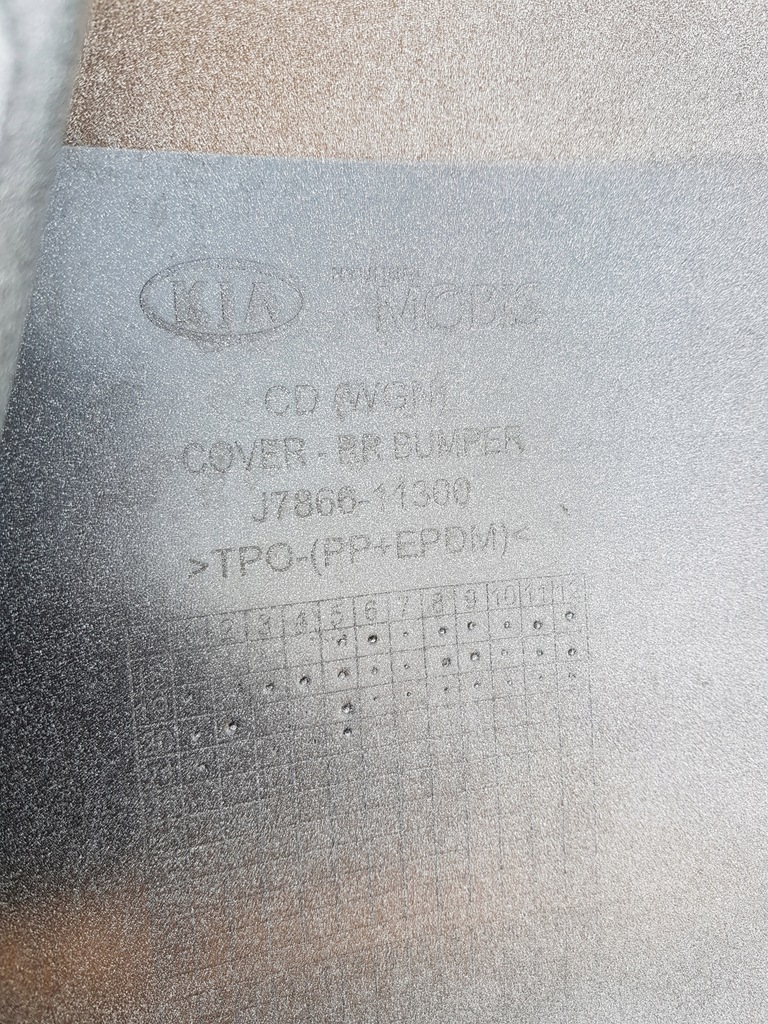 KIA
HYUNDAI
MOBIS
CD (WGN)
COVER - RR BUMPER
J7866-11300
>TPO-(PP+EPDM)<
2 3 4 5 6 7 8 9 10 11 12